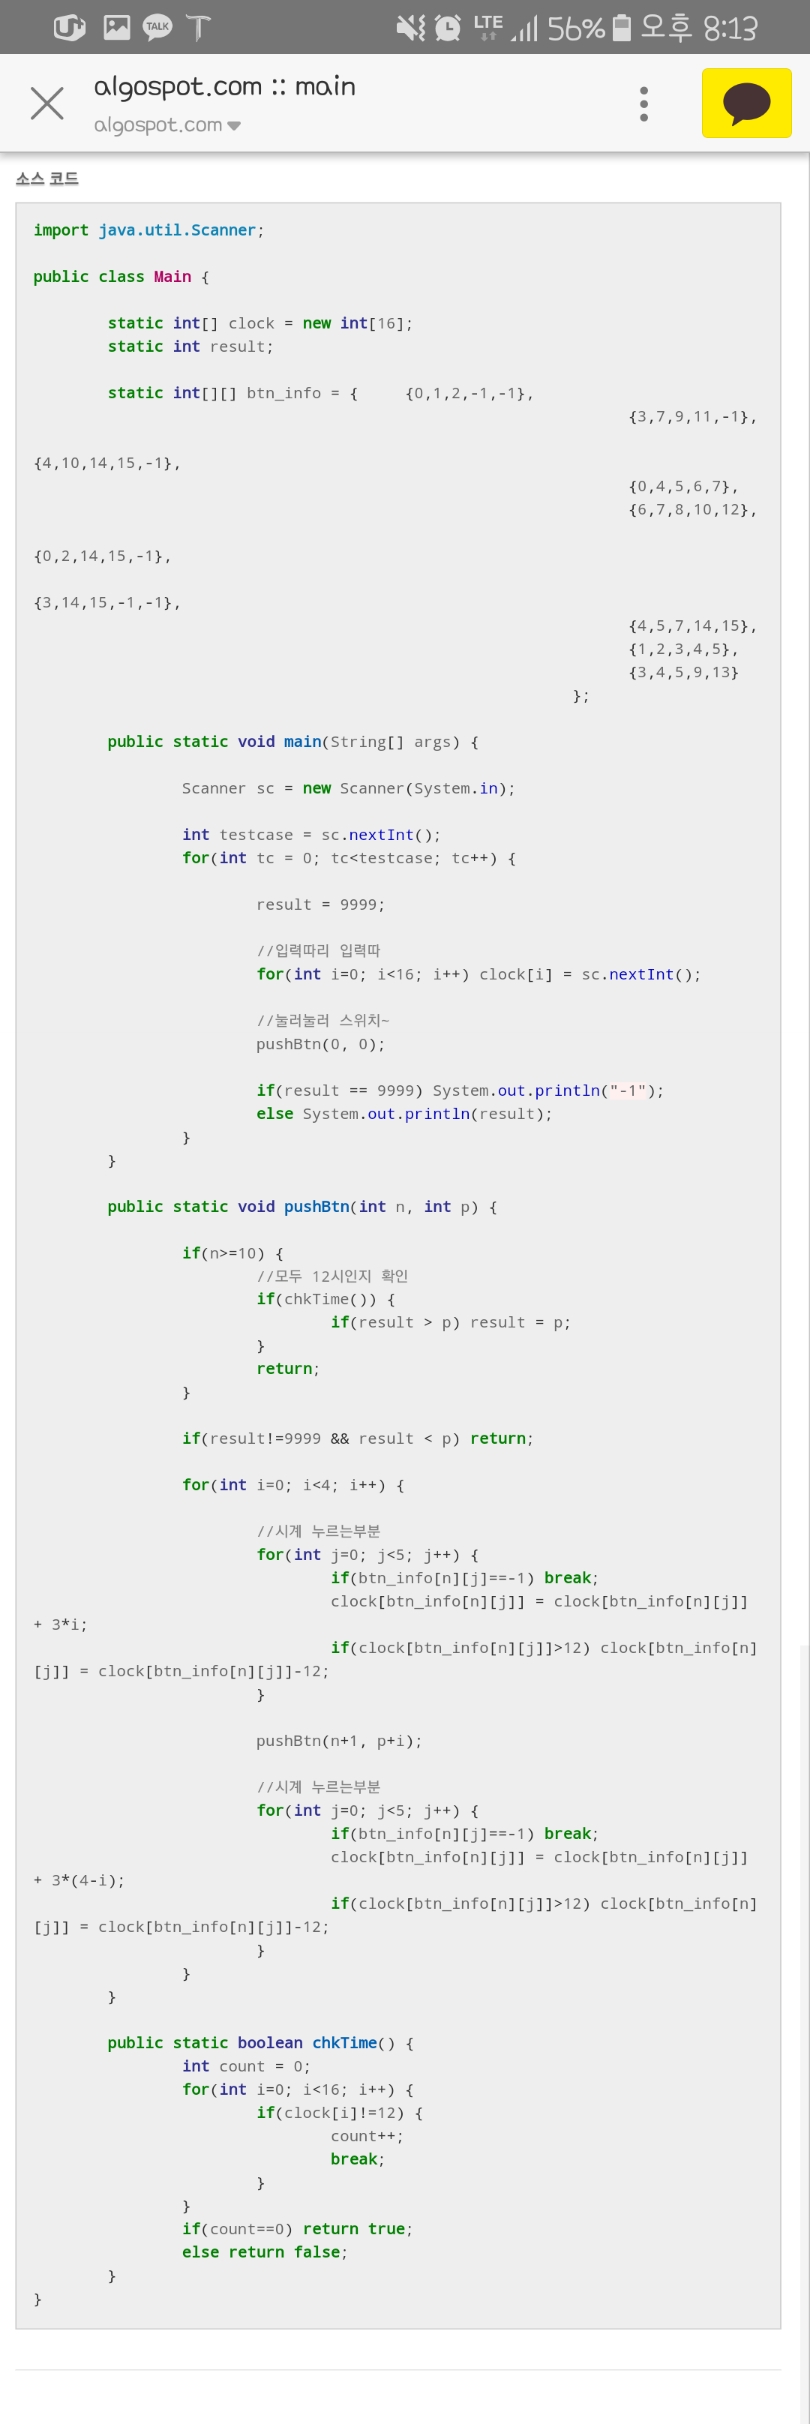 TALK T LTE 56% 오후 8:13
algospot.com :: main
algospot.com
소스 코드
import java.util.Scanner;
public class Main {
static int[] clock = new int[16];
static int result;
static int[][] btn_info = { {0,1,2,-1,-1},
{3,7,9,11,-1},
{4,10,14,15,-1},
{0,4,5,6,7},
{6,7,8,10,12},
{0,2,14,15,-1},
{3,14,15,-1,-1},
{4,5,7,14,15},
{1,2,3,4,5},
{3,4,5,9,13}
};
public static void main(String[] args) {
Scanner sc = new Scanner(System.in);
int testcase = sc.nextInt();
for(int tc = 0; tc<testcase; tc++) {
result = 9999;
//입력따리 입력따
for(int i=0; i<16; i++) clock[i] = sc.nextInt();
//눌러눌러 스위치~
pushBtn(0, 0);
if(result == 9999) System.out.println("-1");
else System.out.println(result);
}
}
public static void pushBtn(int n, int p) {
if(n>=10) {
//모두 12시인지 확인
if(chkTime()) {
if(result > p) result = p;
}
return;
}
if(result!=9999 && result < p) return;
for(int i=0; i<4; i++) {
//시계 누르는부분
for(int j=0; j<5; j++) {
if(btn_info[n][j]==-1) break;
clock[btn_info[n][j]] = clock[btn_info[n][j]]
+ 3*i;
if(clock[btn_info[n][j]]>12) clock[btn_info[n]
[j]] = clock[btn_info[n][j]]-12;
}
pushBtn(n+1, p+i);
//시계 누르는부분
for(int j=0; j<5; j++) {
if(btn_info[n][j]==-1) break;
clock[btn_info[n][j]] = clock[btn_info[n][j]]
+ 3*(4-i);
if(clock[btn_info[n][j]]>12) clock[btn_info[n]
[j]] = clock[btn_info[n][j]]-12;
}
}
}
public static boolean chkTime() {
int count = 0;
for(int i=0; i<16; i++) {
if(clock[i]!=12) {
count++;
break;
}
}
if(count==0) return true;
else return false;
}
}